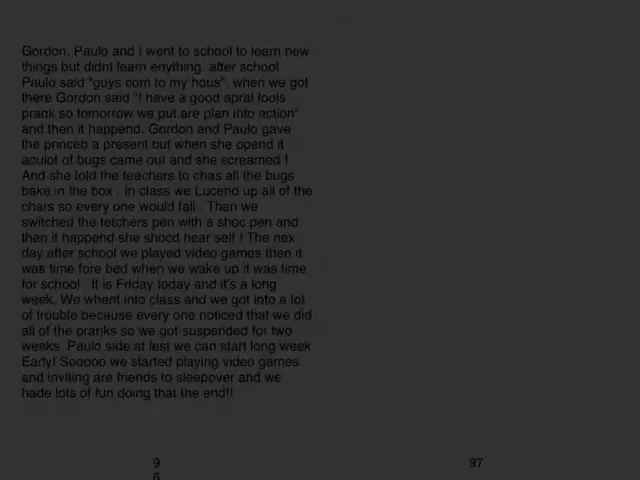 Gordon, Paulo and I went to school to learn new
things but didnt learn enything. after school
Paulo said "guys com to my hous". when we got
there Gordon said "I have a good apral fools
prank so tomorrow we put are plan into action"
and then it happend. Gordon and Paulo gave
the princeb a present but when she opend it
aoulot of bugs came out and she screamed !
And she told the teachers to chas all the bugs
bake in the box . In class we Lucend up all of the
chars so every one would fall . Then we
switched the tetchers pen with a shoc pen and
then it happend she shocd hear self ! The nex
day after school we played video games then it
was time fore bed when we wake up it was time
for school . It is Friday today and it's a long
week. We whent into class and we got into a lot
of trouble because every one noticed that we did
all of the pranks so we got suspended for two
weeks. Paulo side at lest we can start long week
Early! Sooooo we started playing video games
and inviting are friends to sleepover and we
hade lots of fun doing that the end!!
9
6
97